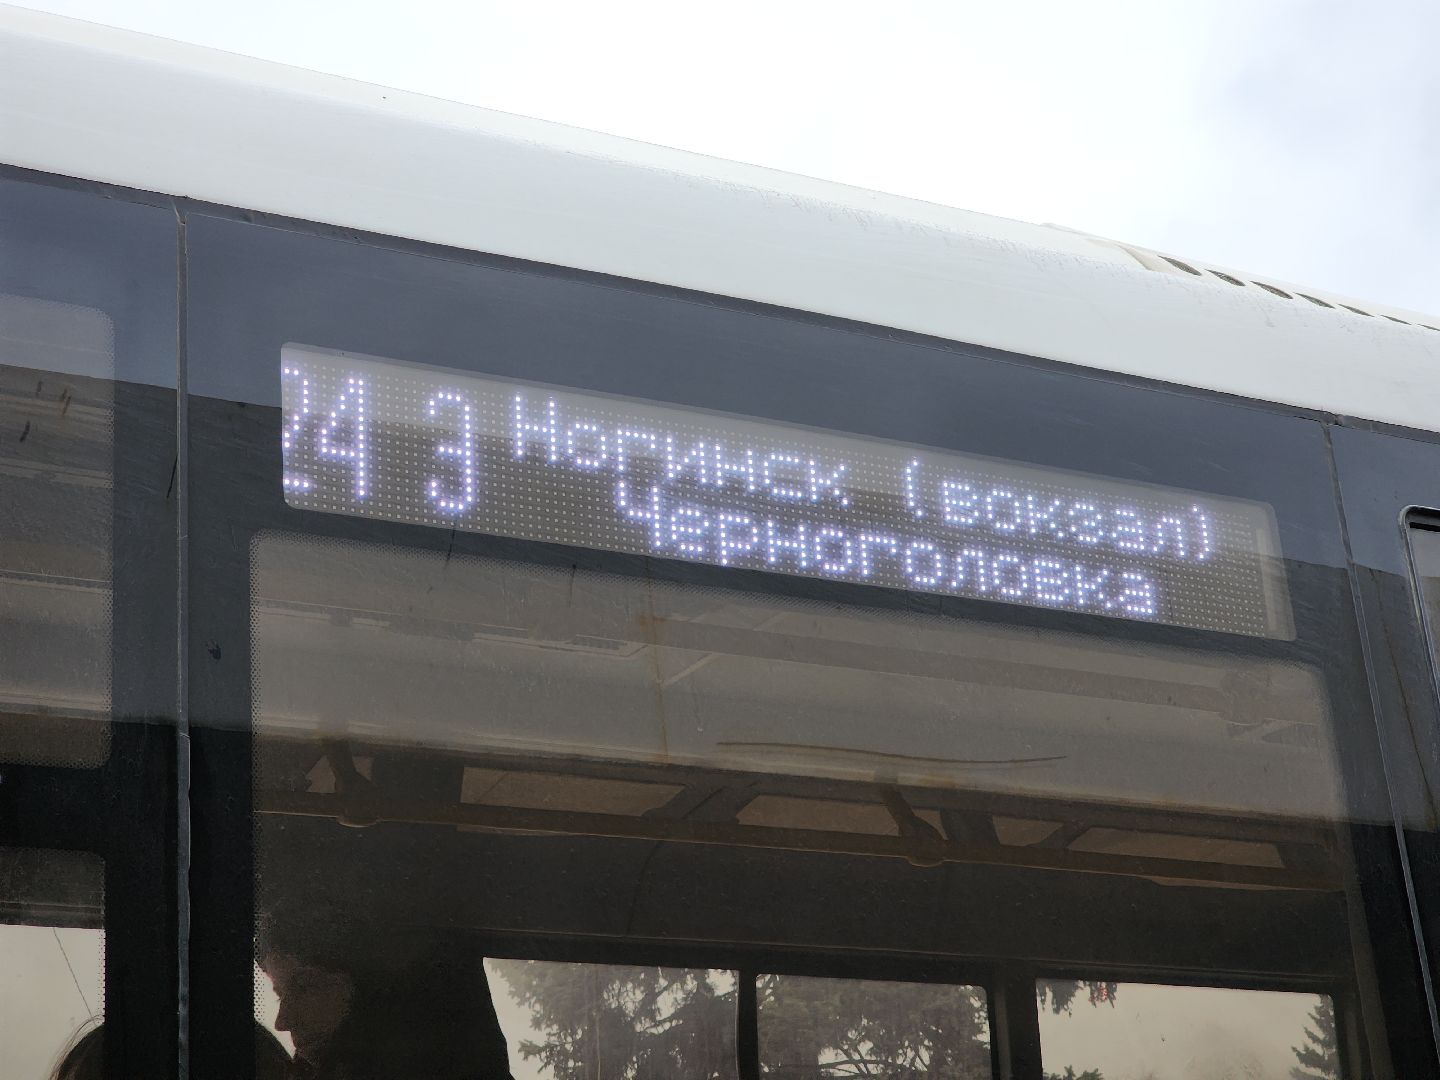 24 Э Ногинск (вокзал)
Черноголовка